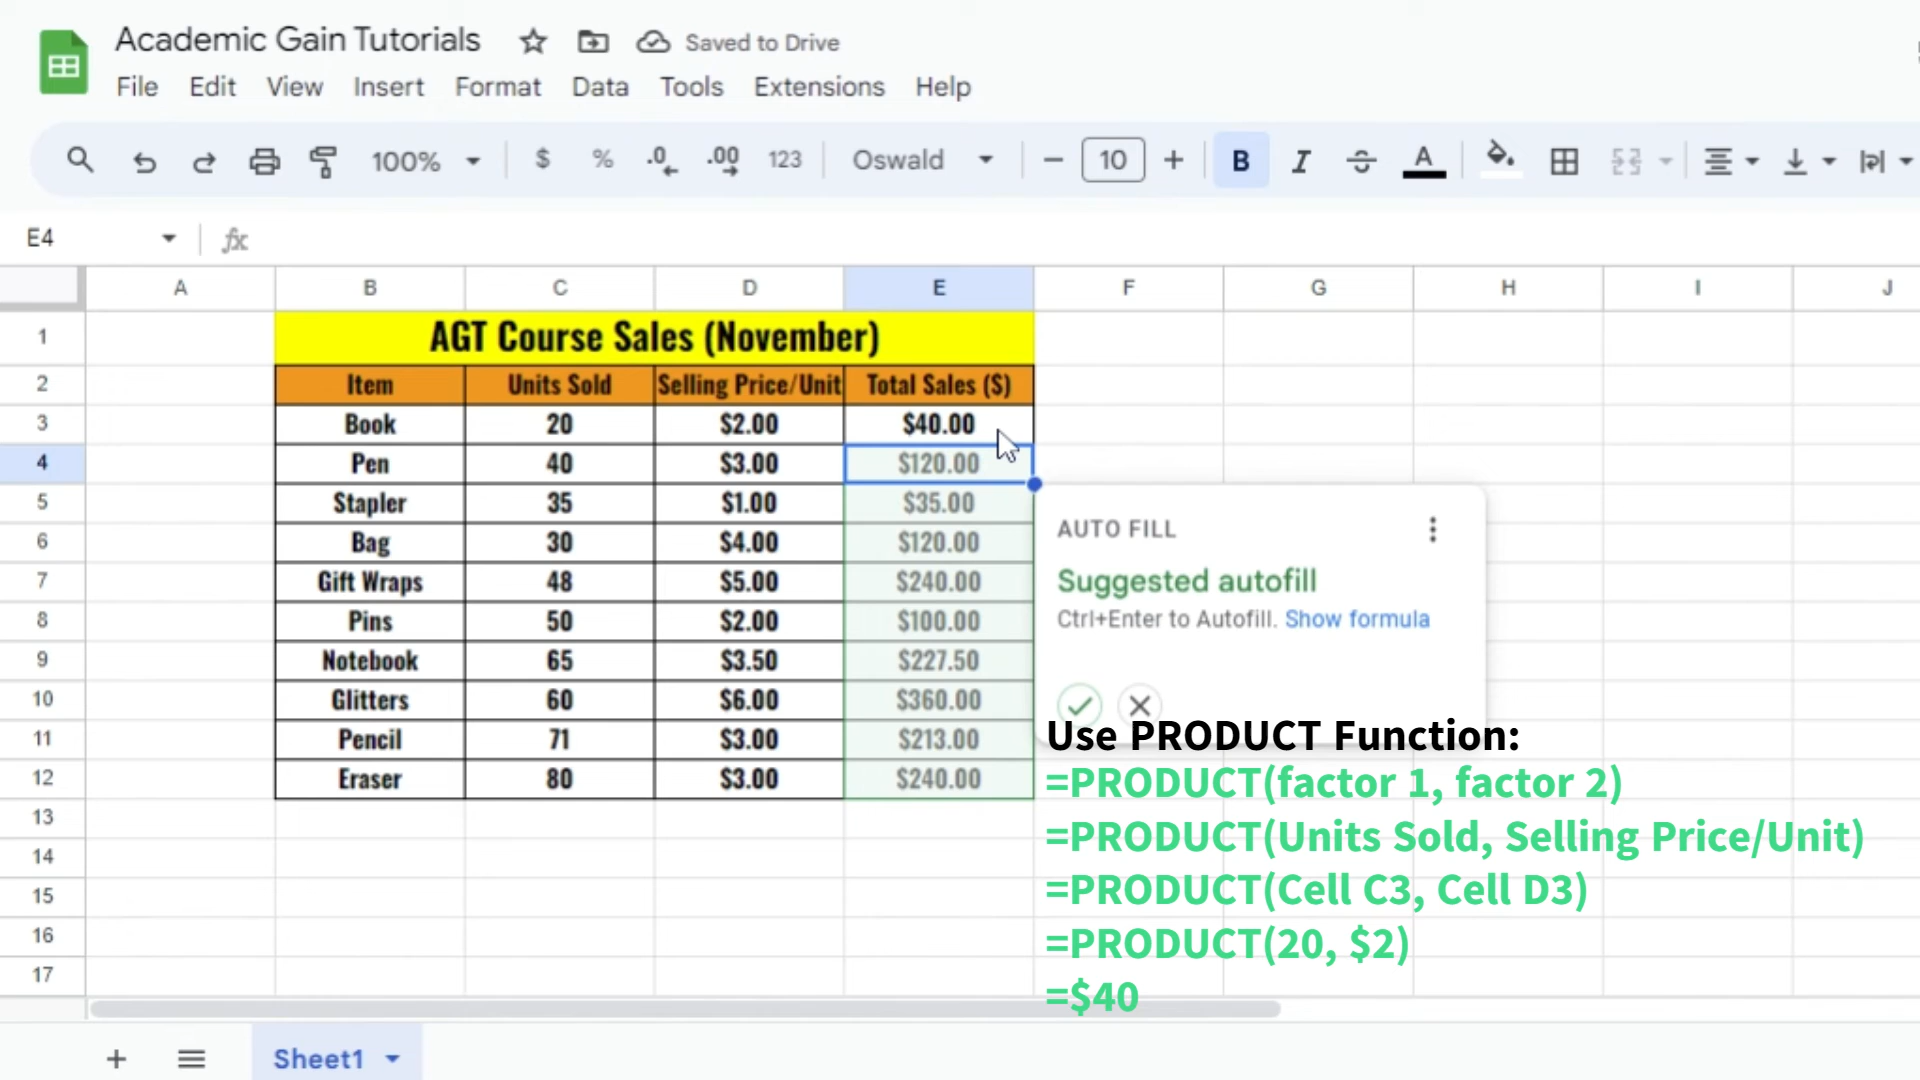 Academic Gain Tutorials Saved to Drive
File Edit View Insert Format Data Tools Extensions Help
100% $ % .0 .00 123 Oswald 10 B I A
E4 fx
A B C D E F G H I J
1 AGT Course Sales (November)
2 Item Units Sold Selling Price/Unit Total Sales ($)
3 Book 20 $2.00 $40.00
4 Pen 40 $3.00 $120.00
5 Stapler 35 $1.00 $35.00
6 Bag 30 $4.00 $120.00
7 Gift Wraps 48 $5.00 $240.00
8 Pins 50 $2.00 $100.00
9 Notebook 65 $3.50 $227.50
10 Glitters 60 $6.00 $360.00
11 Pencil 71 $3.00 $213.00
12 Eraser 80 $3.00 $240.00
13
14
15
16
17
AUTO FILL
Suggested autofill
Ctrl+Enter to Autofill. Show formula
Use PRODUCT Function:
=PRODUCT(factor 1, factor 2)
=PRODUCT(Units Sold, Selling Price/Unit)
=PRODUCT(Cell C3, Cell D3)
=PRODUCT(20, $2)
=$40
Sheet1